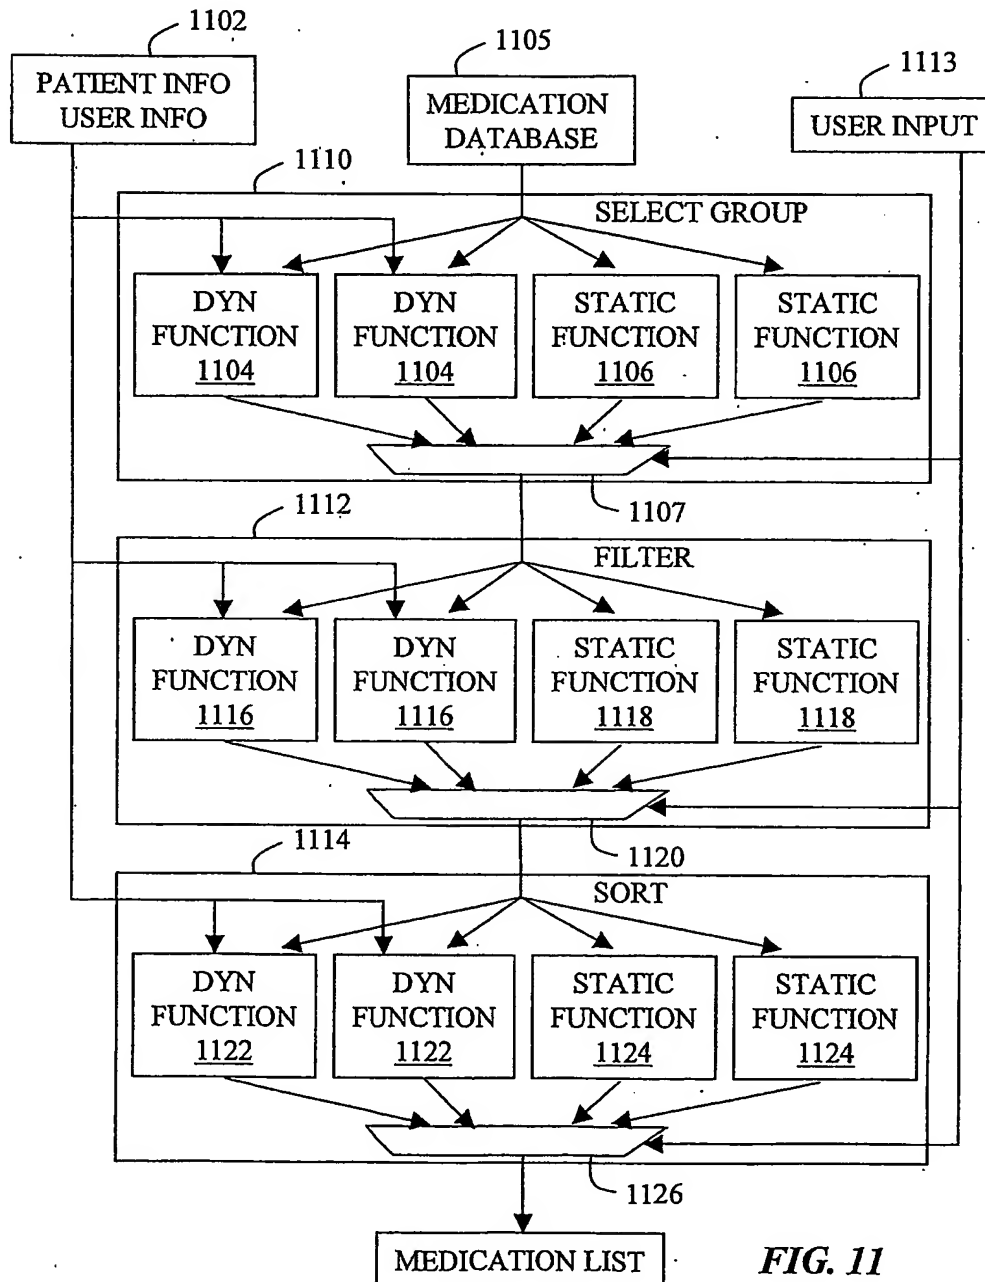 1102
PATIENT INFO
USER INFO
1105
MEDICATION
DATABASE
1113
USER INPUT
1110
SELECT GROUP
DYN
FUNCTION
1104
DYN
FUNCTION
1104
STATIC
FUNCTION
1106
STATIC
FUNCTION
1106
1107
1112
FILTER
DYN
FUNCTION
1116
DYN
FUNCTION
1116
STATIC
FUNCTION
1118
STATIC
FUNCTION
1118
1120
1114
SORT
DYN
FUNCTION
1122
DYN
FUNCTION
1122
STATIC
FUNCTION
1124
STATIC
FUNCTION
1124
1126
MEDICATION LIST
FIG. 11